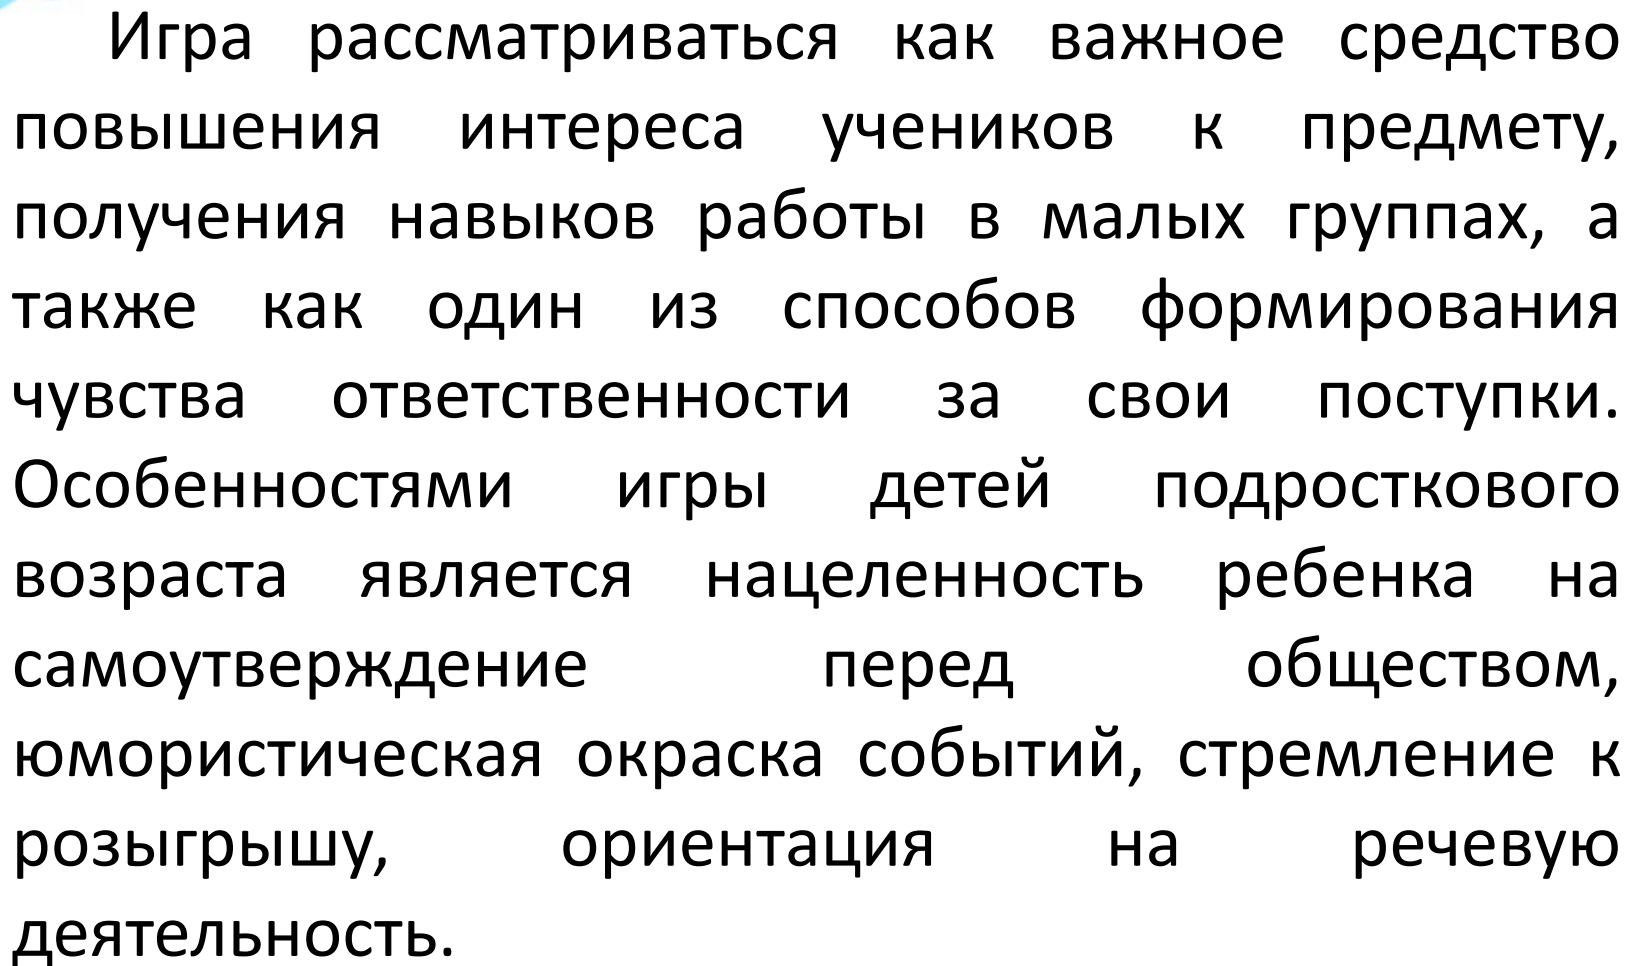 Игра рассматриваться как важное средство
повышения интереса учеников к предмету,
получения навыков работы в малых группах, а
также как один из способов формирования
чувства ответственности за свои поступки.
Особенностями игры детей подросткового
возраста является нацеленность ребенка на
самоутверждение перед обществом,
юмористическая окраска событий, стремление к
розыгрышу, ориентация на речевую
деятельность.